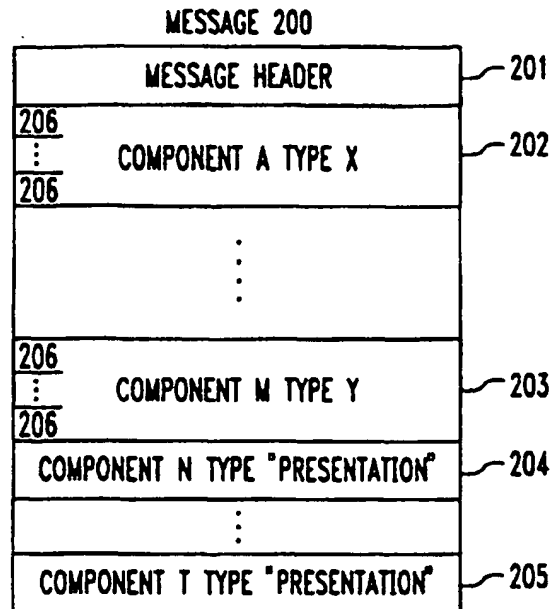 MESSAGE 200
MESSAGE HEADER 201
206
⋮
COMPONENT A TYPE X 202
206
⋮
206
⋮
COMPONENT M TYPE Y 203
206
COMPONENT N TYPE "PRESENTATION" 204
⋮
COMPONENT T TYPE "PRESENTATION" 205